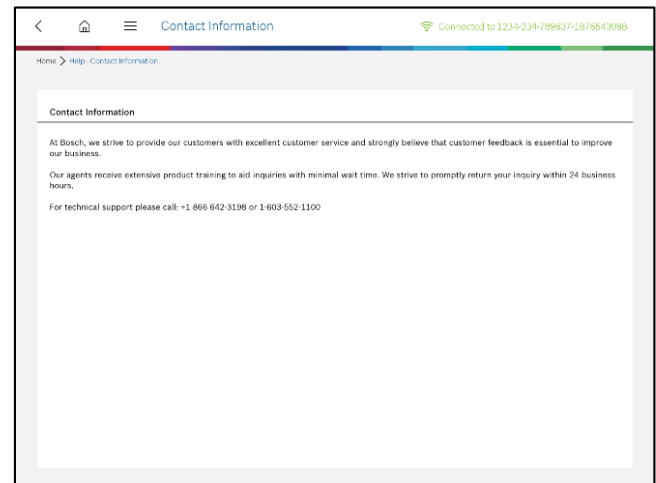 Contact Information
Connected to 1234-234-789637-1876543098
Home > Help Contact Information
Contact Information
At Bosch, we strive to provide our customers with excellent customer service and strongly believe that customer feedback is essential to improve
our business.
Our agents receive extensive product training to aid inquiries with minimal wait time. We strive to promptly return your inquiry within 24 business
hours.
For technical support please call: +1 866 642-3198 or 1-603-552-1100